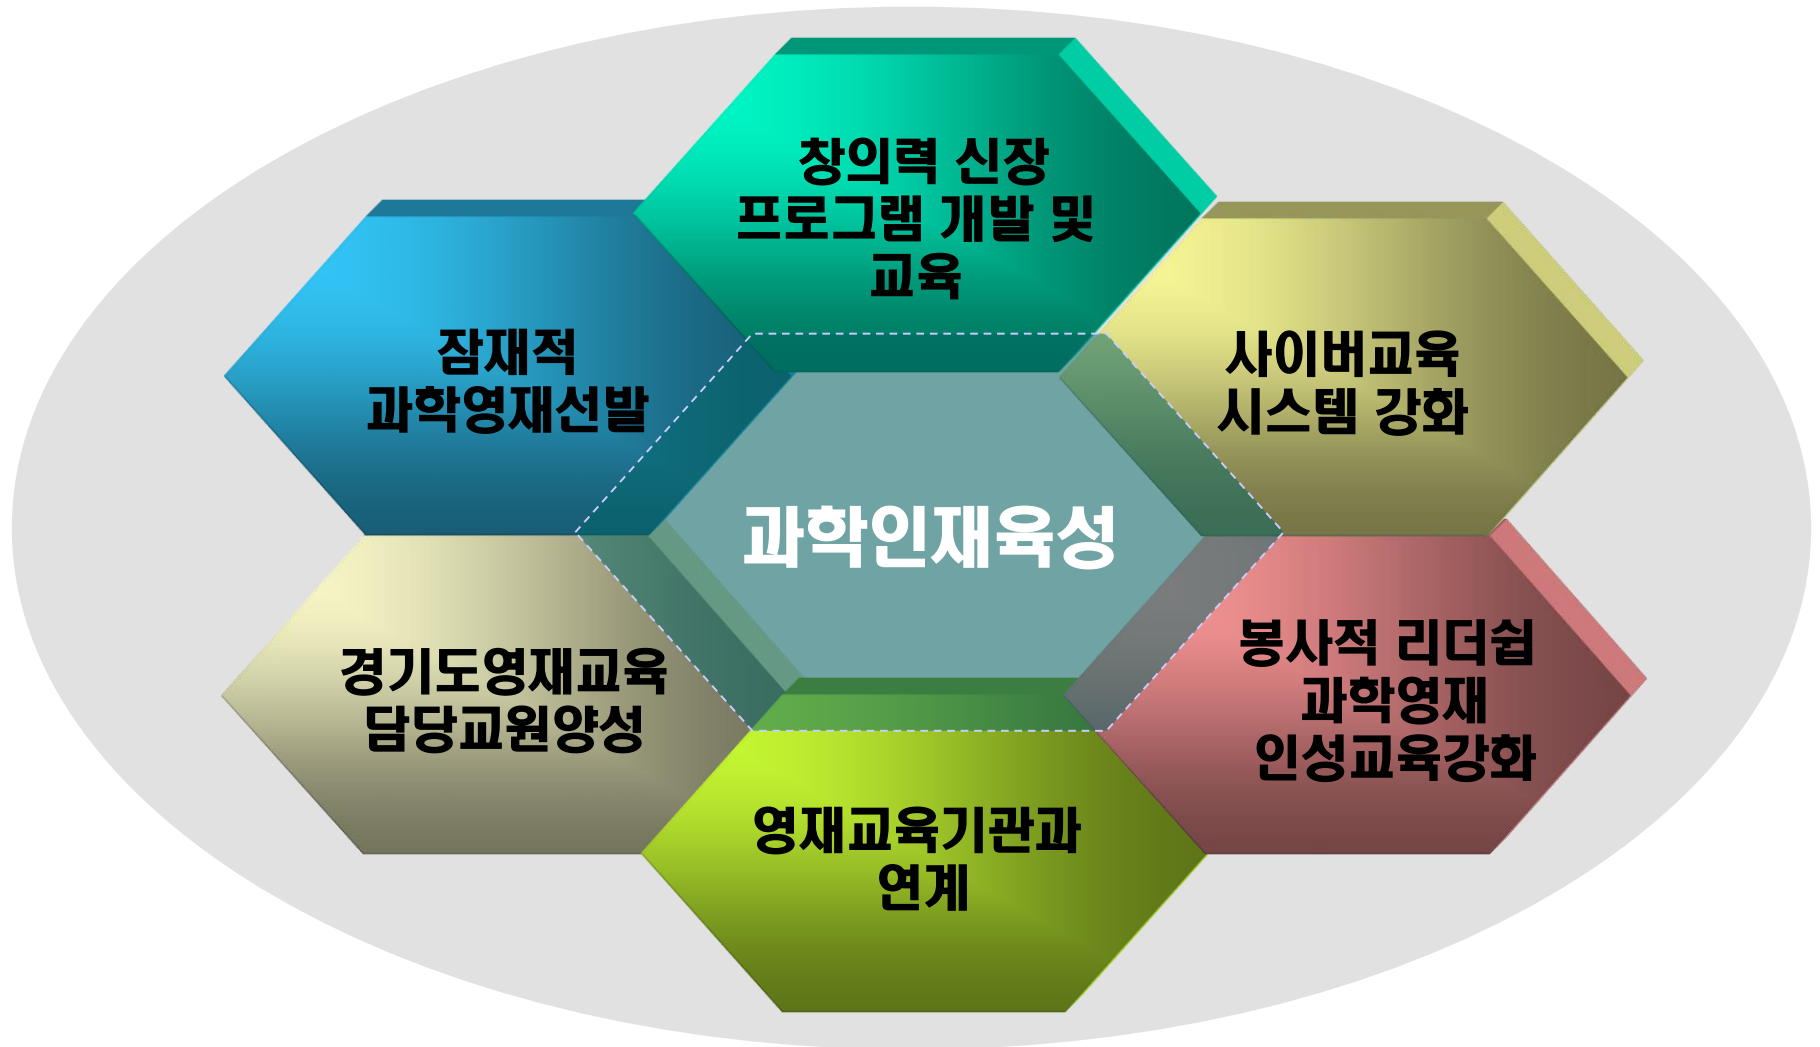 창의력 신장
프로그램 개발 및
교육
잠재적
과학영재선발
사이버교육
시스템 강화
과학인재육성
경기도영재교육
담당교원양성
봉사적 리더쉽
과학영재
인성교육강화
영재교육기관과
연계